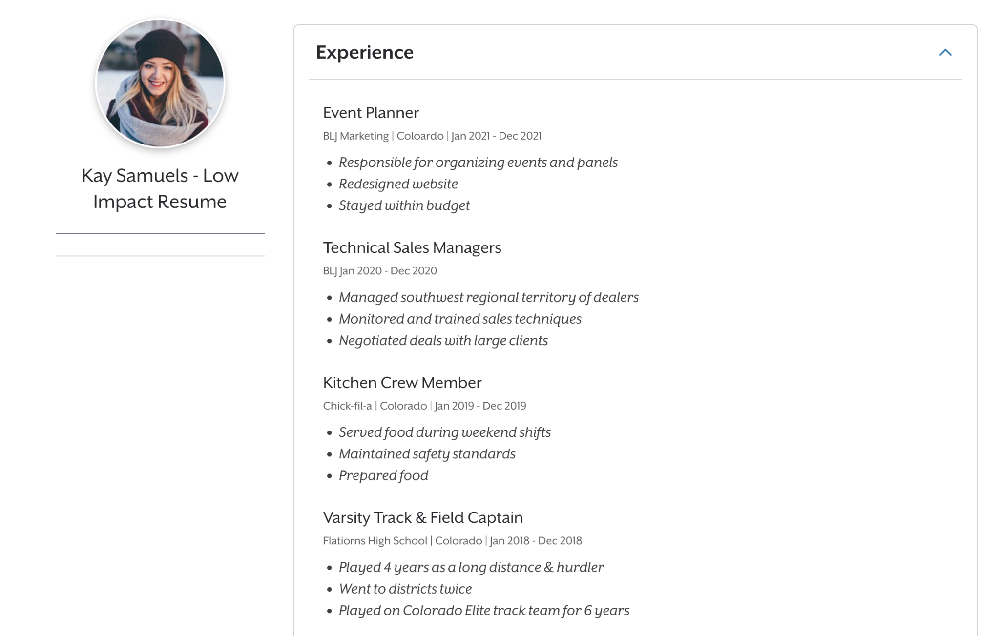 Kay Samuels - Low
Impact Resume
Experience
Event Planner
BLJ Marketing | Coloardo | Jan 2021 - Dec 2021
• Responsible for organizing events and panels
• Redesigned website
• Stayed within budget
Technical Sales Managers
BLJ Jan 2020 - Dec 2020
• Managed southwest regional territory of dealers
• Monitored and trained sales techniques
• Negotiated deals with large clients
Kitchen Crew Member
Chick-fil-a | Colorado | Jan 2019 - Dec 2019
• Served food during weekend shifts
• Maintained safety standards
• Prepared food
Varsity Track & Field Captain
Flatiorns High School | Colorado | Jan 2018 - Dec 2018
• Played 4 years as a long distance & hurdler
• Went to districts twice
• Played on Colorado Elite track team for 6 years